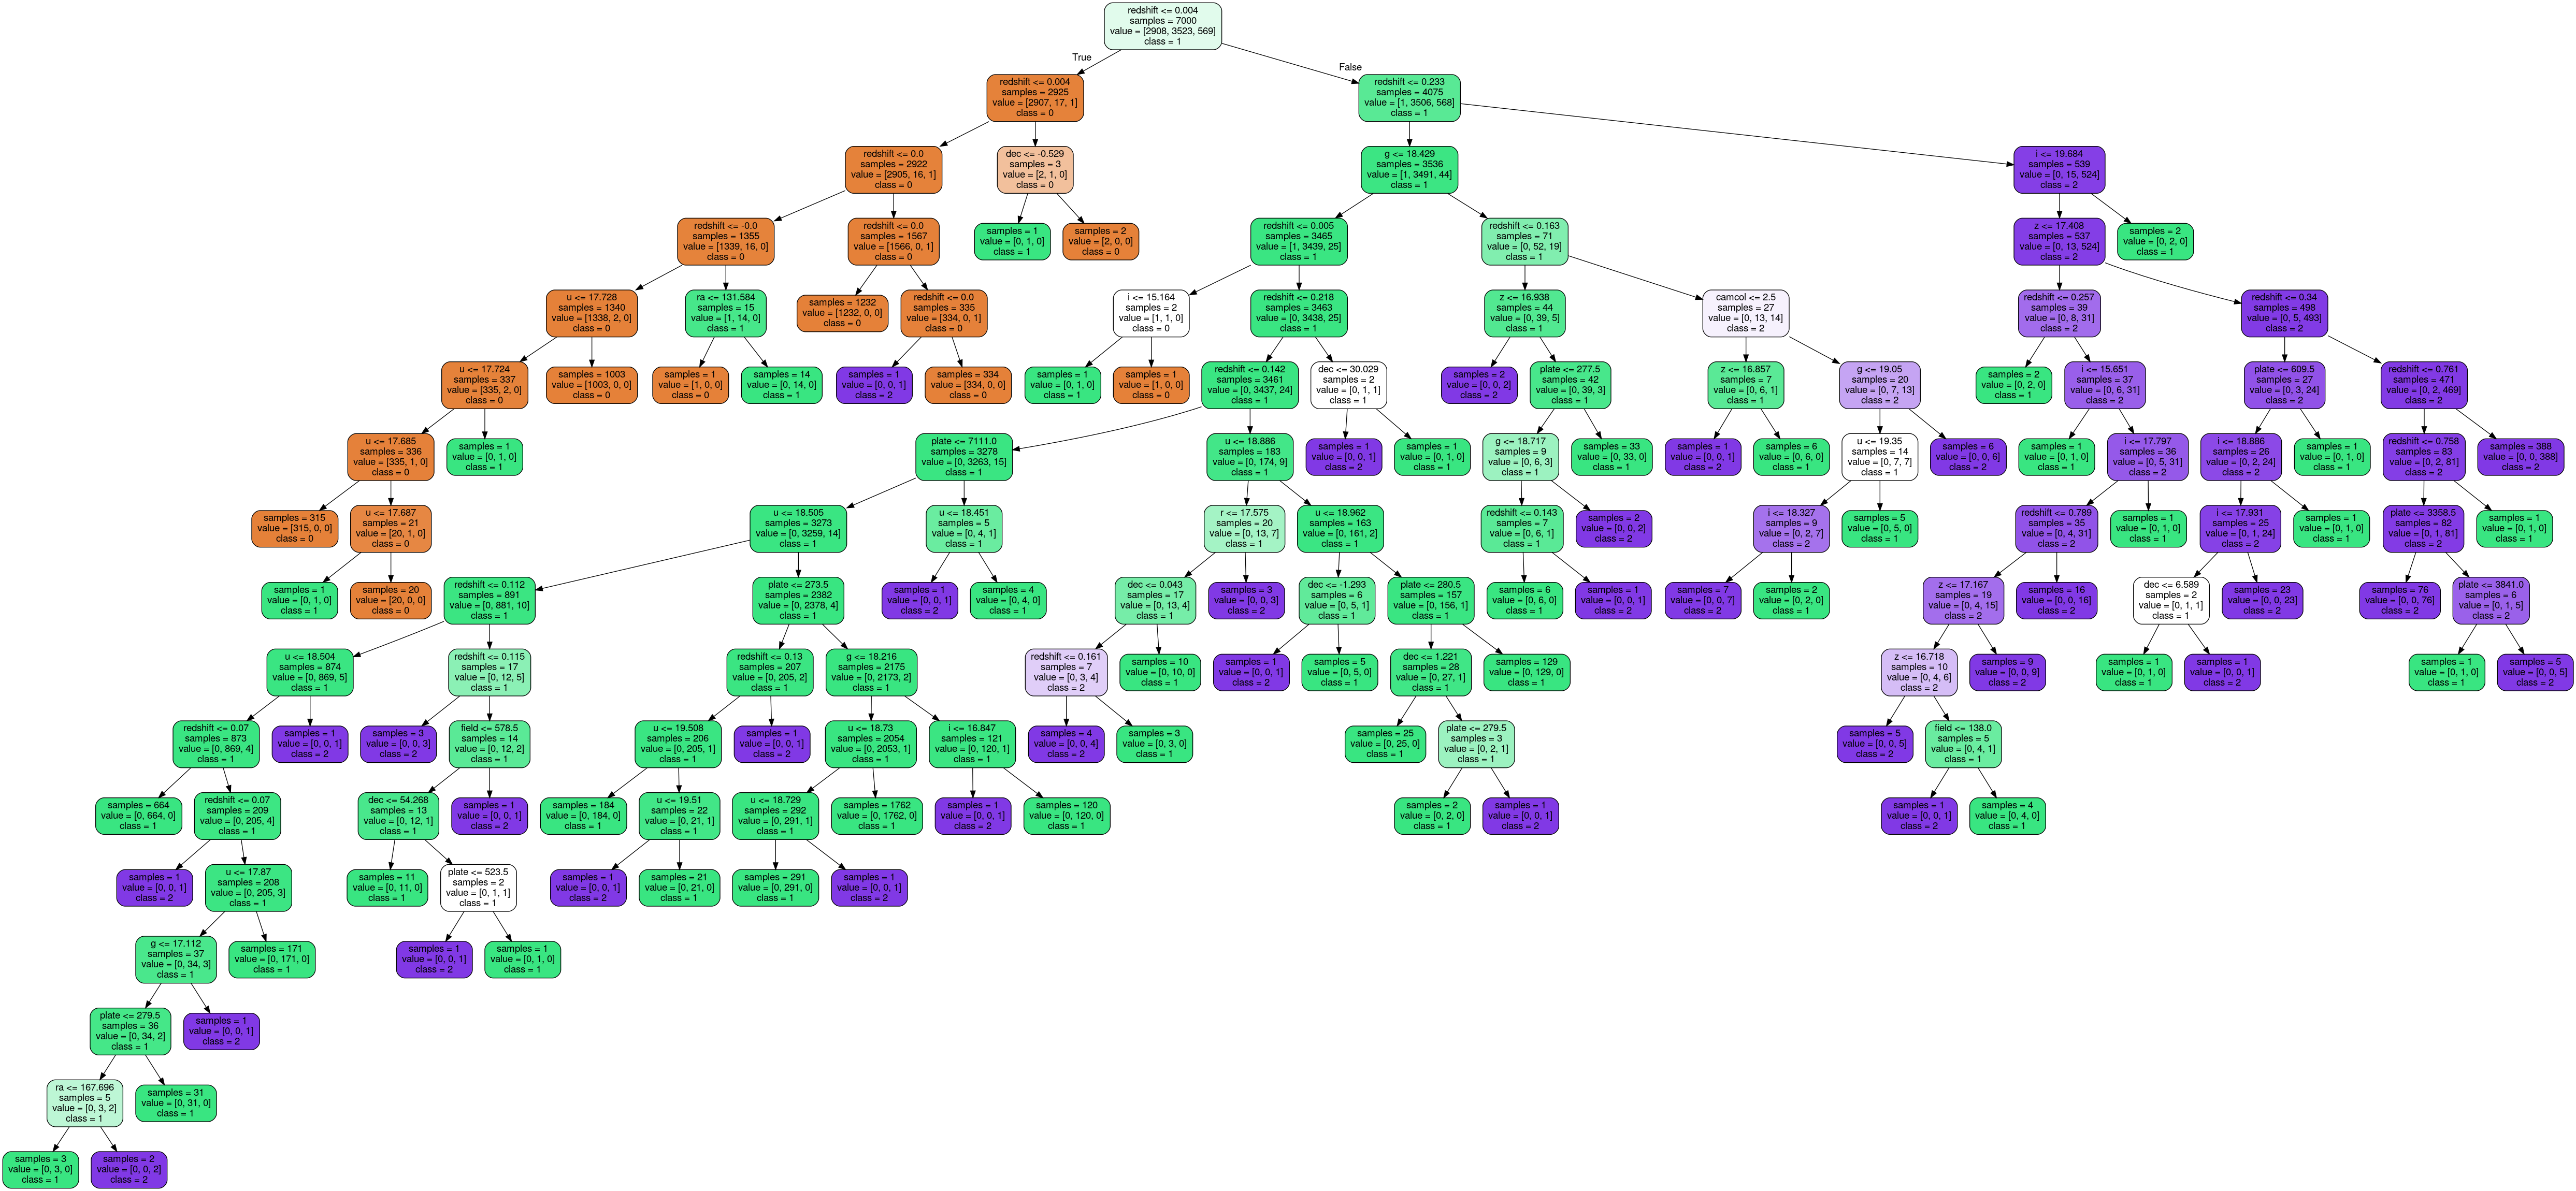 redshift <= 0.004
samples = 7000
value = [2908, 3523, 569]
class = 1
True
False
redshift <= 0.004
samples = 2925
value = [2907, 17, 1]
class = 0
redshift <= 0.233
samples = 4075
value = [1, 3506, 568]
class = 1
redshift <= 0.0
samples = 2922
value = [2905, 16, 1]
class = 0
dec <= -0.529
samples = 3
value = [2, 1, 0]
class = 0
g <= 18.429
samples = 3536
value = [1, 3491, 44]
class = 1
i <= 19.684
samples = 539
value = [0, 15, 524]
class = 2
redshift <= -0.0
samples = 1355
value = [1339, 16, 0]
class = 0
redshift <= 0.0
samples = 1567
value = [1566, 0, 1]
class = 0
samples = 1
value = [0, 1, 0]
class = 1
samples = 2
value = [2, 0, 0]
class = 0
redshift <= 0.005
samples = 3465
value = [1, 3439, 25]
class = 1
redshift <= 0.163
samples = 71
value = [0, 52, 19]
class = 1
z <= 17.408
samples = 537
value = [0, 13, 524]
class = 2
samples = 2
value = [0, 2, 0]
class = 1
u <= 17.728
samples = 1340
value = [1338, 2, 0]
class = 0
ra <= 131.584
samples = 15
value = [1, 14, 0]
class = 1
samples = 1232
value = [1232, 0, 0]
class = 0
redshift <= 0.0
samples = 335
value = [334, 0, 1]
class = 0
i <= 15.164
samples = 2
value = [1, 1, 0]
class = 0
redshift <= 0.218
samples = 3463
value = [0, 3438, 25]
class = 1
z <= 16.938
samples = 44
value = [0, 39, 5]
class = 1
camcol <= 2.5
samples = 27
value = [0, 13, 14]
class = 2
redshift <= 0.257
samples = 39
value = [0, 8, 31]
class = 2
redshift <= 0.34
samples = 498
value = [0, 5, 493]
class = 2
u <= 17.724
samples = 337
value = [335, 2, 0]
class = 0
samples = 1003
value = [1003, 0, 0]
class = 0
samples = 1
value = [1, 0, 0]
class = 0
samples = 14
value = [0, 14, 0]
class = 1
samples = 1
value = [0, 0, 1]
class = 2
samples = 334
value = [334, 0, 0]
class = 0
samples = 1
value = [0, 1, 0]
class = 1
samples = 1
value = [1, 0, 0]
class = 0
redshift <= 0.142
samples = 3461
value = [0, 3437, 24]
class = 1
dec <= 30.029
samples = 2
value = [0, 1, 1]
class = 1
samples = 2
value = [0, 0, 2]
class = 2
plate <= 277.5
samples = 42
value = [0, 39, 3]
class = 1
z <= 16.857
samples = 7
value = [0, 6, 1]
class = 1
g <= 19.05
samples = 20
value = [0, 7, 13]
class = 2
samples = 2
value = [0, 2, 0]
class = 1
i <= 15.651
samples = 37
value = [0, 6, 31]
class = 2
plate <= 609.5
samples = 27
value = [0, 3, 24]
class = 2
redshift <= 0.761
samples = 471
value = [0, 2, 469]
class = 2
u <= 17.685
samples = 336
value = [335, 1, 0]
class = 0
samples = 1
value = [0, 1, 0]
class = 1
plate <= 7111.0
samples = 3278
value = [0, 3263, 15]
class = 1
u <= 18.886
samples = 183
value = [0, 174, 9]
class = 1
samples = 1
value = [0, 0, 1]
class = 2
samples = 1
value = [0, 1, 0]
class = 1
g <= 18.717
samples = 9
value = [0, 6, 3]
class = 1
samples = 33
value = [0, 33, 0]
class = 1
samples = 1
value = [0, 0, 1]
class = 2
samples = 6
value = [0, 6, 0]
class = 1
u <= 19.35
samples = 14
value = [0, 7, 7]
class = 1
samples = 6
value = [0, 0, 6]
class = 2
samples = 1
value = [0, 1, 0]
class = 1
i <= 17.797
samples = 36
value = [0, 5, 31]
class = 2
i <= 18.886
samples = 26
value = [0, 2, 24]
class = 2
samples = 1
value = [0, 1, 0]
class = 1
redshift <= 0.758
samples = 83
value = [0, 2, 81]
class = 2
samples = 388
value = [0, 0, 388]
class = 2
samples = 315
value = [315, 0, 0]
class = 0
u <= 17.687
samples = 21
value = [20, 1, 0]
class = 0
u <= 18.505
samples = 3273
value = [0, 3259, 14]
class = 1
u <= 18.451
samples = 5
value = [0, 4, 1]
class = 1
r <= 17.575
samples = 20
value = [0, 13, 7]
class = 1
u <= 18.962
samples = 163
value = [0, 161, 2]
class = 1
redshift <= 0.143
samples = 7
value = [0, 6, 1]
class = 1
samples = 2
value = [0, 0, 2]
class = 2
i <= 18.327
samples = 9
value = [0, 2, 7]
class = 2
samples = 5
value = [0, 5, 0]
class = 1
redshift <= 0.789
samples = 35
value = [0, 4, 31]
class = 2
samples = 1
value = [0, 1, 0]
class = 1
i <= 17.931
samples = 25
value = [0, 1, 24]
class = 2
samples = 1
value = [0, 1, 0]
class = 1
plate <= 3358.5
samples = 82
value = [0, 1, 81]
class = 2
samples = 1
value = [0, 1, 0]
class = 1
samples = 1
value = [0, 1, 0]
class = 1
samples = 20
value = [20, 0, 0]
class = 0
redshift <= 0.112
samples = 891
value = [0, 881, 10]
class = 1
plate <= 273.5
samples = 2382
value = [0, 2378, 4]
class = 1
samples = 1
value = [0, 0, 1]
class = 2
samples = 4
value = [0, 4, 0]
class = 1
dec <= 0.043
samples = 17
value = [0, 13, 4]
class = 1
samples = 3
value = [0, 0, 3]
class = 2
dec <= -1.293
samples = 6
value = [0, 5, 1]
class = 1
plate <= 280.5
samples = 157
value = [0, 156, 1]
class = 1
samples = 6
value = [0, 6, 0]
class = 1
samples = 1
value = [0, 0, 1]
class = 2
samples = 7
value = [0, 0, 7]
class = 2
samples = 2
value = [0, 2, 0]
class = 1
z <= 17.167
samples = 19
value = [0, 4, 15]
class = 2
samples = 16
value = [0, 0, 16]
class = 2
dec <= 6.589
samples = 2
value = [0, 1, 1]
class = 1
samples = 23
value = [0, 0, 23]
class = 2
samples = 76
value = [0, 0, 76]
class = 2
plate <= 3841.0
samples = 6
value = [0, 1, 5]
class = 2
u <= 18.504
samples = 874
value = [0, 869, 5]
class = 1
redshift <= 0.115
samples = 17
value = [0, 12, 5]
class = 1
redshift <= 0.13
samples = 207
value = [0, 205, 2]
class = 1
g <= 18.216
samples = 2175
value = [0, 2173, 2]
class = 1
redshift <= 0.161
samples = 7
value = [0, 3, 4]
class = 2
samples = 10
value = [0, 10, 0]
class = 1
samples = 1
value = [0, 0, 1]
class = 2
samples = 5
value = [0, 5, 0]
class = 1
dec <= 1.221
samples = 28
value = [0, 27, 1]
class = 1
samples = 129
value = [0, 129, 0]
class = 1
z <= 16.718
samples = 10
value = [0, 4, 6]
class = 2
samples = 9
value = [0, 0, 9]
class = 2
samples = 1
value = [0, 1, 0]
class = 1
samples = 1
value = [0, 0, 1]
class = 2
samples = 1
value = [0, 1, 0]
class = 1
samples = 5
value = [0, 0, 5]
class = 2
redshift <= 0.07
samples = 873
value = [0, 869, 4]
class = 1
samples = 1
value = [0, 0, 1]
class = 2
samples = 3
value = [0, 0, 3]
class = 2
field <= 578.5
samples = 14
value = [0, 12, 2]
class = 1
u <= 19.508
samples = 206
value = [0, 205, 1]
class = 1
samples = 1
value = [0, 0, 1]
class = 2
u <= 18.73
samples = 2054
value = [0, 2053, 1]
class = 1
i <= 16.847
samples = 121
value = [0, 120, 1]
class = 1
samples = 4
value = [0, 0, 4]
class = 2
samples = 3
value = [0, 3, 0]
class = 1
samples = 25
value = [0, 25, 0]
class = 1
plate <= 279.5
samples = 3
value = [0, 2, 1]
class = 1
samples = 5
value = [0, 0, 5]
class = 2
field <= 138.0
samples = 5
value = [0, 4, 1]
class = 1
samples = 664
value = [0, 664, 0]
class = 1
redshift <= 0.07
samples = 209
value = [0, 205, 4]
class = 1
dec <= 54.268
samples = 13
value = [0, 12, 1]
class = 1
samples = 1
value = [0, 0, 1]
class = 2
samples = 184
value = [0, 184, 0]
class = 1
u <= 19.51
samples = 22
value = [0, 21, 1]
class = 1
u <= 18.729
samples = 292
value = [0, 291, 1]
class = 1
samples = 1762
value = [0, 1762, 0]
class = 1
samples = 1
value = [0, 0, 1]
class = 2
samples = 120
value = [0, 120, 0]
class = 1
samples = 2
value = [0, 2, 0]
class = 1
samples = 1
value = [0, 0, 1]
class = 2
samples = 1
value = [0, 0, 1]
class = 2
samples = 4
value = [0, 4, 0]
class = 1
samples = 1
value = [0, 0, 1]
class = 2
u <= 17.87
samples = 208
value = [0, 205, 3]
class = 1
samples = 11
value = [0, 11, 0]
class = 1
plate <= 523.5
samples = 2
value = [0, 1, 1]
class = 1
samples = 1
value = [0, 0, 1]
class = 2
samples = 21
value = [0, 21, 0]
class = 1
samples = 291
value = [0, 291, 0]
class = 1
samples = 1
value = [0, 0, 1]
class = 2
g <= 17.112
samples = 37
value = [0, 34, 3]
class = 1
samples = 171
value = [0, 171, 0]
class = 1
samples = 1
value = [0, 0, 1]
class = 2
samples = 1
value = [0, 1, 0]
class = 1
plate <= 279.5
samples = 36
value = [0, 34, 2]
class = 1
samples = 1
value = [0, 0, 1]
class = 2
ra <= 167.696
samples = 5
value = [0, 3, 2]
class = 1
samples = 31
value = [0, 31, 0]
class = 1
samples = 3
value = [0, 3, 0]
class = 1
samples = 2
value = [0, 0, 2]
class = 2